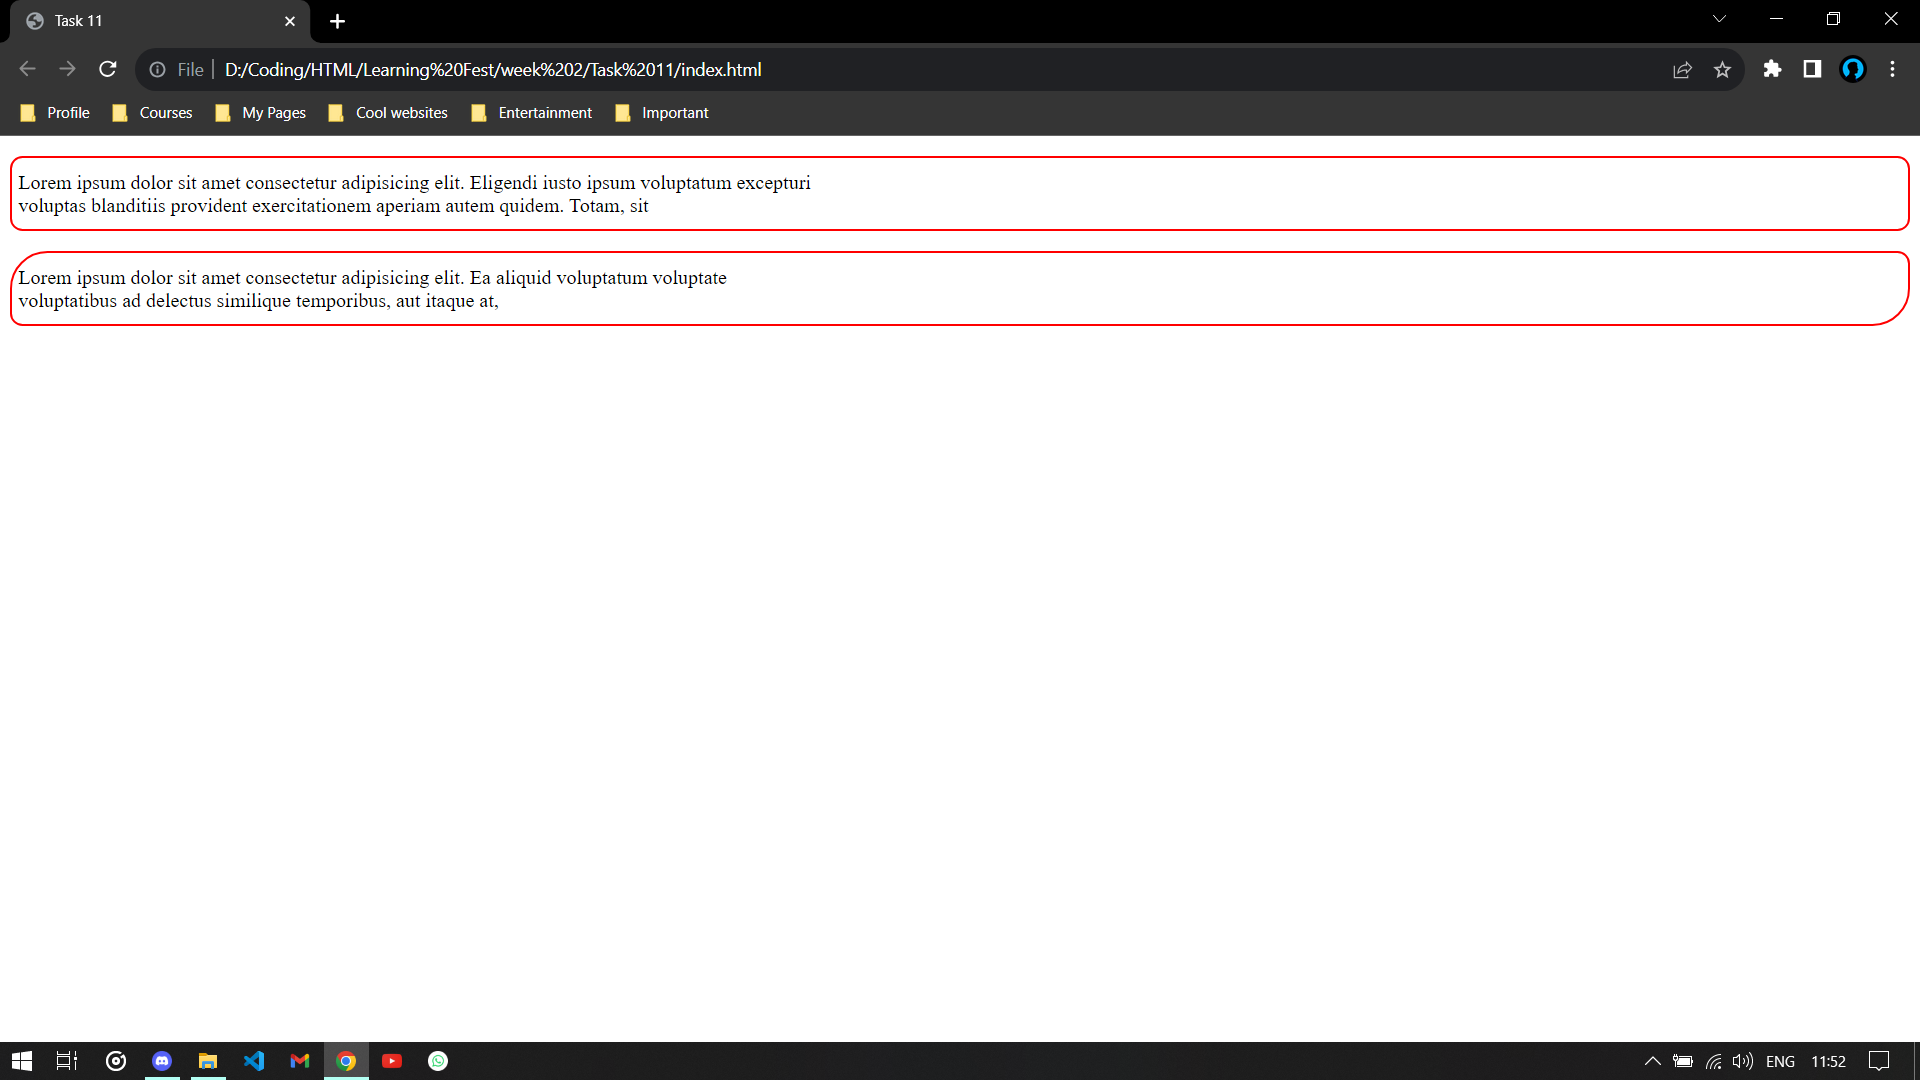 Task 11
File D:/Coding/HTML/Learning%20Fest/week%202/Task%2011/index.html
Profile Courses My Pages Cool websites Entertainment Important
Lorem ipsum dolor sit amet consectetur adipisicing elit. Eligendi iusto ipsum voluptatum excepturi
voluptas blanditiis provident exercitationem aperiam autem quidem. Totam, sit
Lorem ipsum dolor sit amet consectetur adipisicing elit. Ea aliquid voluptatum voluptate
voluptatibus ad delectus similique temporibus, aut itaque at,
ENG 11:52